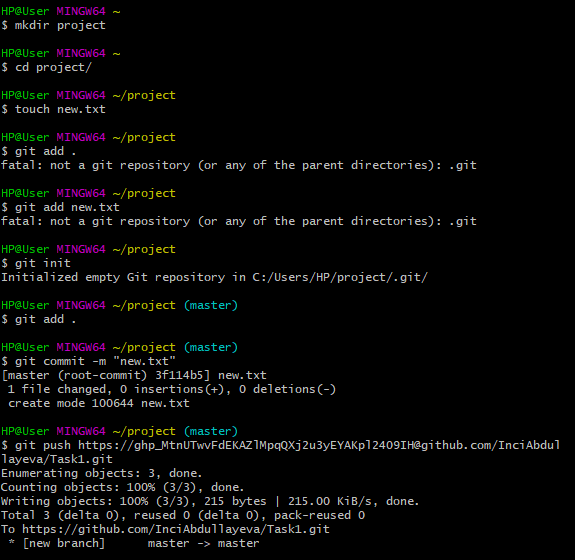 HP@User MINGW64 ~
$ mkdir project
HP@User MINGW64 ~
$ cd project/
HP@User MINGW64 ~/project
$ touch new.txt
HP@User MINGW64 ~/project
$ git add .
fatal: not a git repository (or any of the parent directories): .git
HP@User MINGW64 ~/project
$ git add new.txt
fatal: not a git repository (or any of the parent directories): .git
HP@User MINGW64 ~/project
$ git init
Initialized empty Git repository in C:/Users/HP/project/.git/
HP@User MINGW64 ~/project (master)
$ git add .
HP@User MINGW64 ~/project (master)
$ git commit -m "new.txt"
[master (root-commit) 3f114b5] new.txt
1 file changed, 0 insertions(+), 0 deletions(-)
create mode 100644 new.txt
HP@User MINGW64 ~/project (master)
$ git push https://@github.com/InciAbdul
layeva/Task1.git
Enumerating objects: 3, done.
Counting objects: 100% (3/3), done.
Writing objects: 100% (3/3), 215 bytes | 215.00 KiB/s, done.
Total 3 (delta 0), reused 0 (delta 0), pack-reused 0
To https://github.com/InciAbdullayeva/Task1.git
* [new branch] master -> master